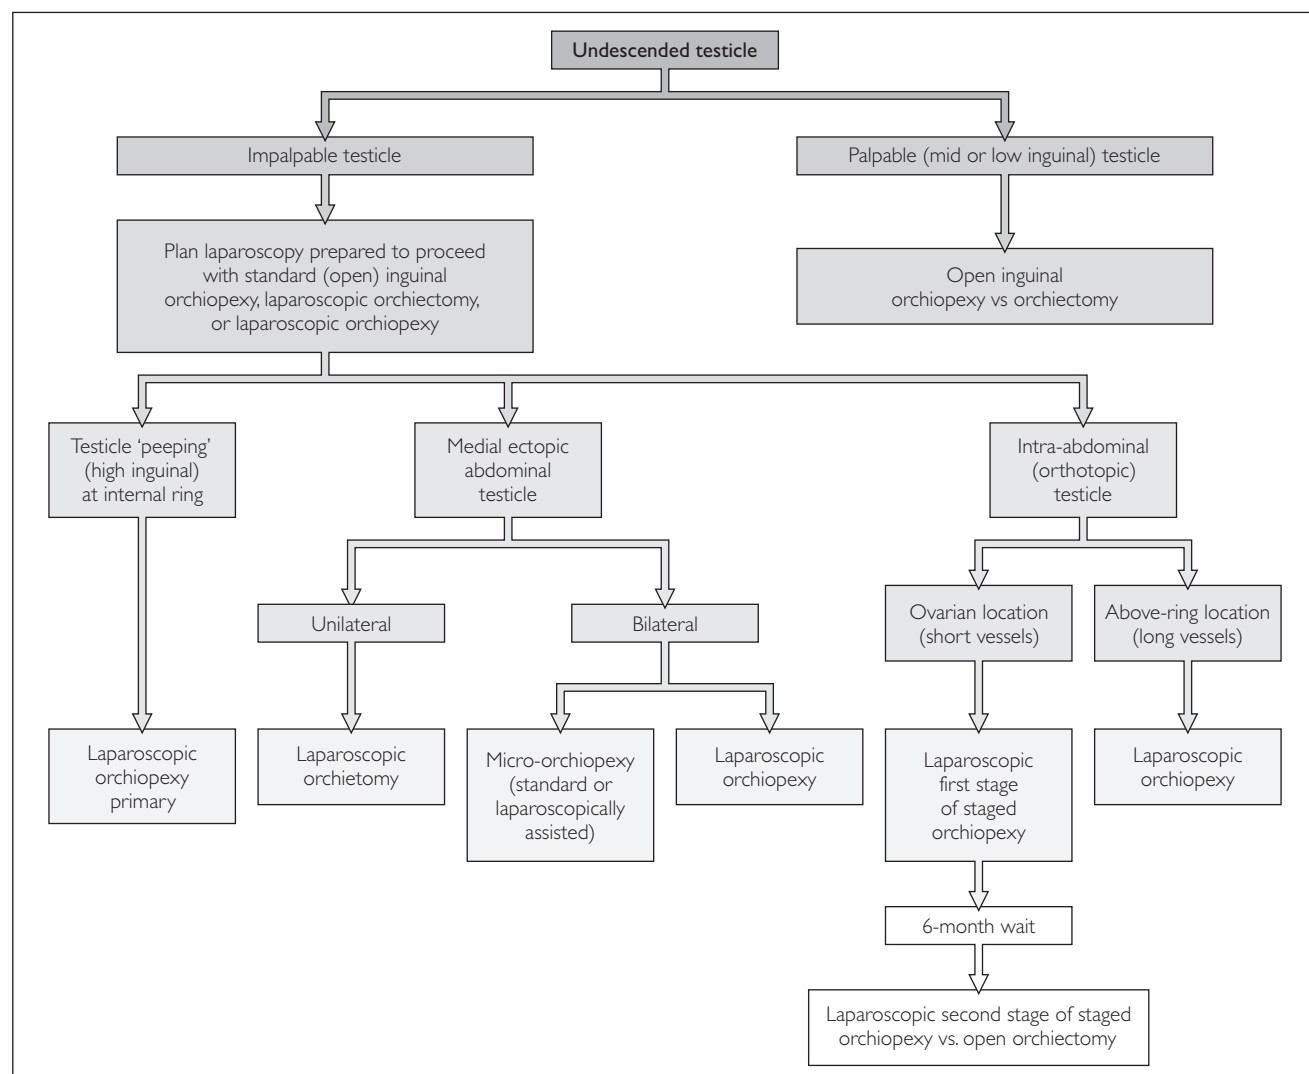 Undescended testicle
Impalpable testicle
Palpable (mid or low inguinal) testicle
Plan laparoscopy prepared to proceed
with standard (open) inguinal
orchiopexy, laparoscopic orchiectomy,
or laparoscopic orchiopexy
Open inguinal
orchiopexy vs orchiectomy
Testicle ‘peeping’
(high inguinal)
at internal ring
Medial ectopic
abdominal
testicle
Intra-abdominal
(orthotopic)
testicle
Unilateral
Bilateral
Ovarian location
(short vessels)
Above-ring location
(long vessels)
Laparoscopic
orchiopexy
primary
Laparoscopic
orchietomy
Micro-orchiopexy
(standard or
laparoscopically
assisted)
Laparoscopic
orchiopexy
Laparoscopic
first stage
of staged
orchiopexy
Laparoscopic
orchiopexy
6-month wait
Laparoscopic second stage of staged
orchiopexy vs. open orchiectomy